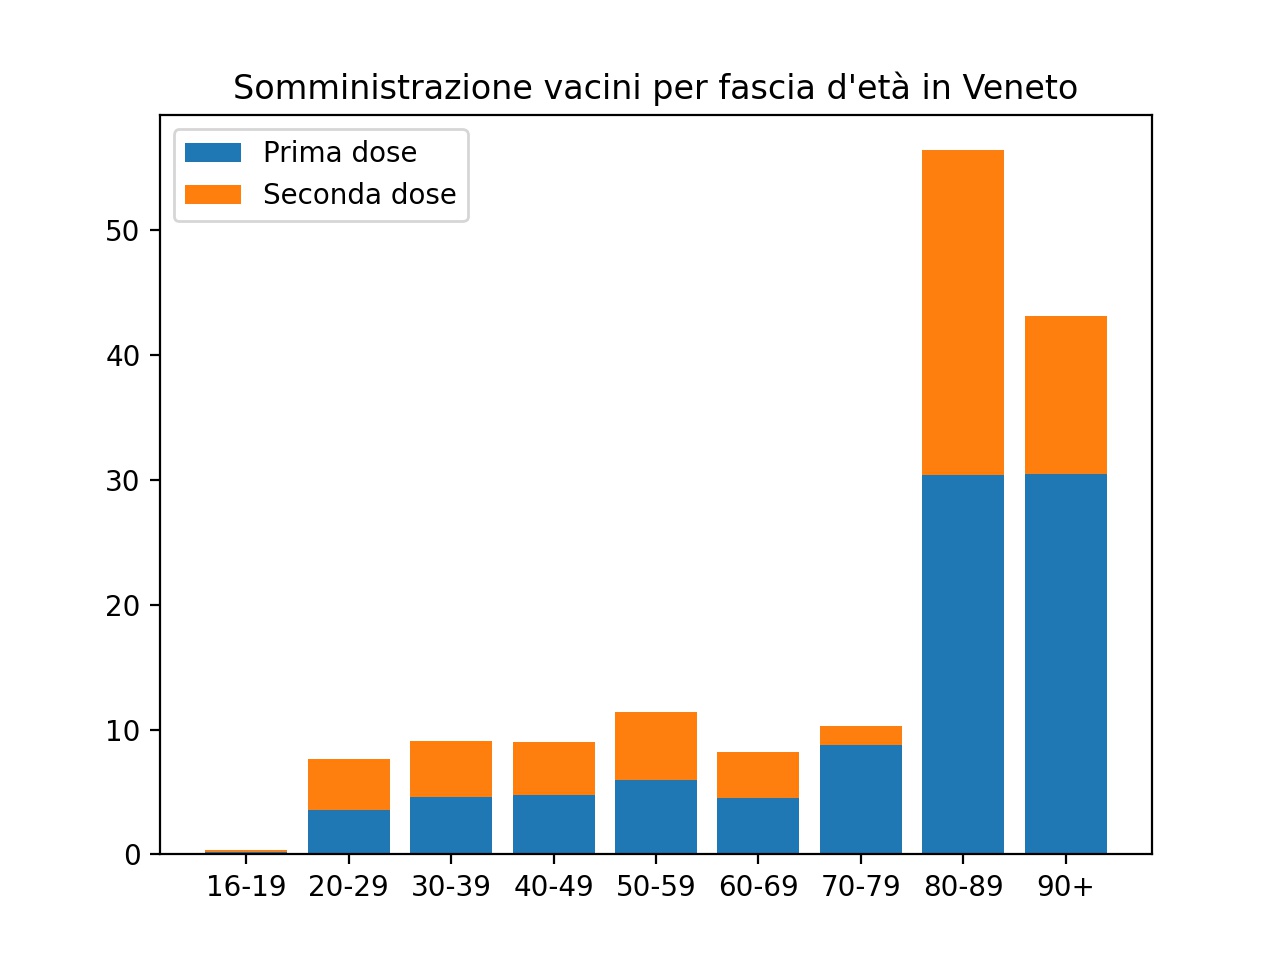 Somministrazione vacini per fascia d'età in Veneto
Prima dose
Seconda dose
50
40
30
20
10
0
16-19 20-29 30-39 40-49 50-59 60-69 70-79 80-89 90+